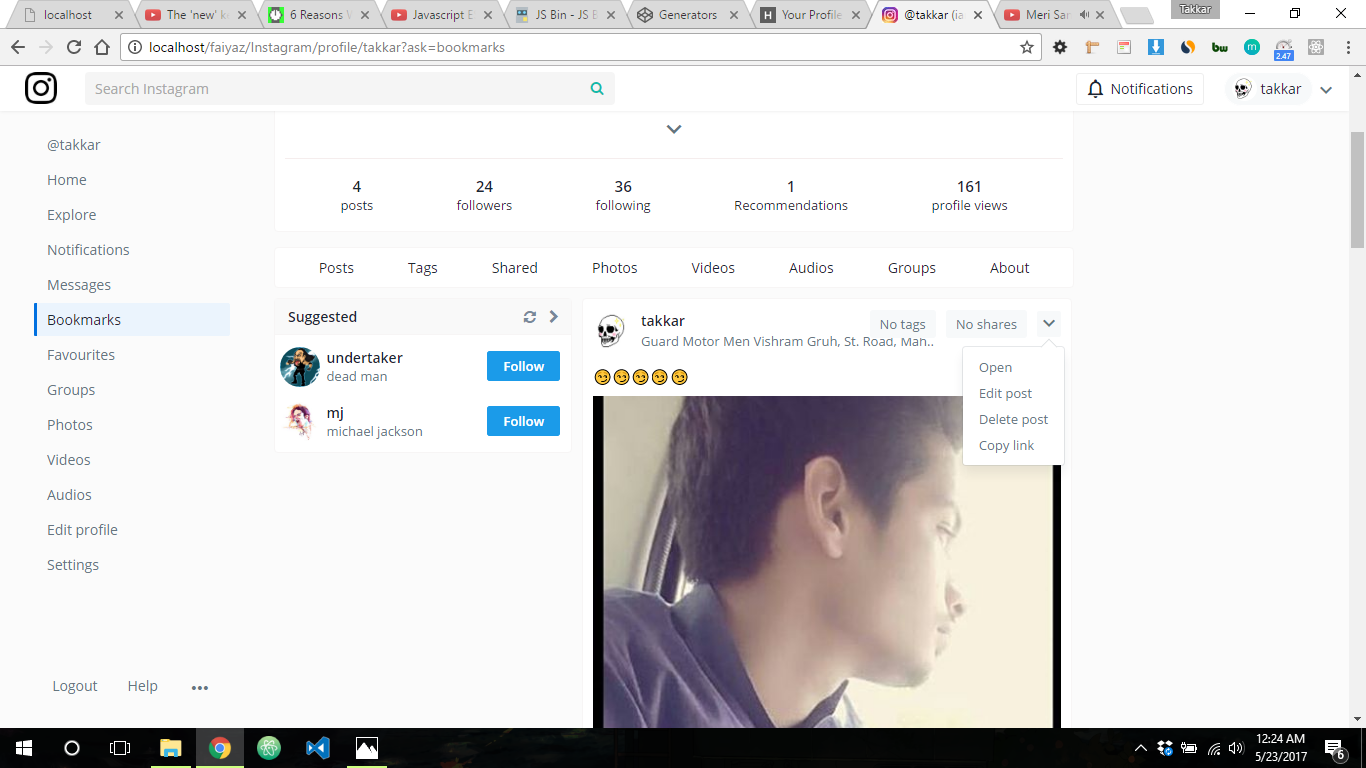 localhost
The 'new' k
6 Reasons
Javascript E
JS Bin - JS B
Generators
Your Profile
@takkar (ia
Meri Sar
Takkar
localhost/faiyaz/Instagram/profile/takkar?ask=bookmarks
bw
m
2.47
Search Instagram
Notifications
takkar
@takkar
Home
Explore
Notifications
Messages
Bookmarks
Favourites
Groups
Photos
Videos
Audios
Edit profile
Settings
Logout
Help
4
posts
24
followers
36
following
1
Recommendations
161
profile views
Posts Tags Shared Photos Videos Audios Groups About
Suggested
undertaker
dead man
Follow
mj
michael jackson
Follow
takkar
No tags
No shares
Guard Motor Men Vishram Gruh, St. Road, Mah..
😏😏😏😏😏
Open
Edit post
Delete post
Copy link
12:24 AM
5/23/2017
6